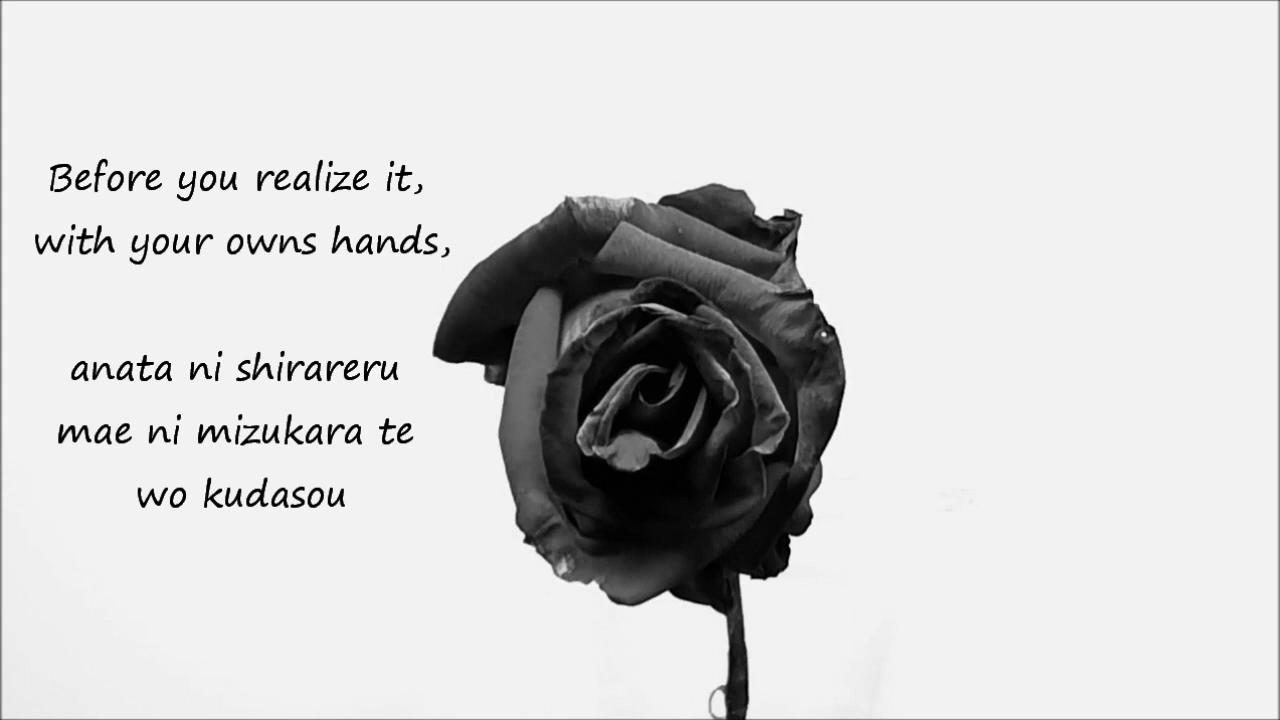 Before you realize it,
with your owns hands,
anata ni shirareru
mae ni mizukara te
wo kudasou